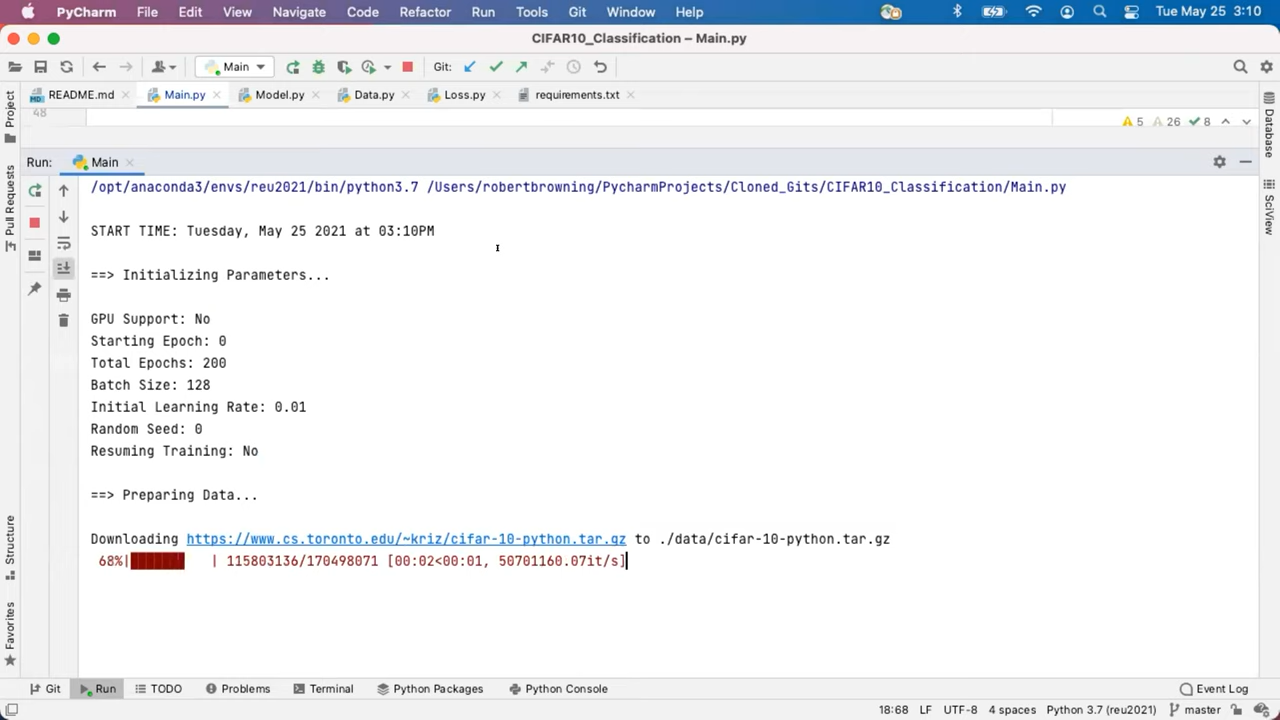 PyCharm File Edit View Navigate Code Refactor Run Tools Git Window Help Tue May 25 3:10
CIFAR10_Classification – Main.py
Main Git:
README.md Main.py Model.py Data.py Loss.py requirements.txt
48 5 26 8
Run: Main
/opt/anaconda3/envs/reu2021/bin/python3.7 /Users/robertbrowning/PycharmProjects/Cloned_Gits/CIFAR10_Classification/Main.py
START TIME: Tuesday, May 25 2021 at 03:10PM
==> Initializing Parameters...
GPU Support: No
Starting Epoch: 0
Total Epochs: 200
Batch Size: 128
Initial Learning Rate: 0.01
Random Seed: 0
Resuming Training: No
==> Preparing Data...
Downloading https://www.cs.toronto.edu/~kriz/cifar-10-python.tar.gz to ./data/cifar-10-python.tar.gz
68%| | 115803136/170498071 [00:02<00:01, 50701160.07it/s]
Project
Pull Requests
Structure
Favorites
Database
SciView
Git Run TODO Problems Terminal Python Packages Python Console Event Log
18:68 LF UTF-8 4 spaces Python 3.7 (reu2021) master